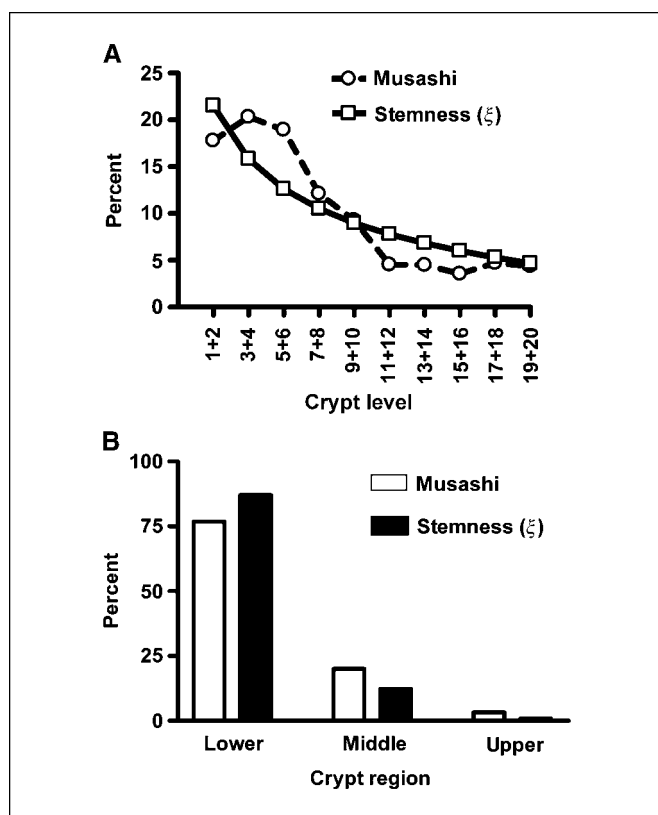 A
Musashi
Stemness (ξ)
25
20
15
10
5
0
Percent
1+2
3+4
5+6
7+8
9+10
11+12
13+14
15+16
17+18
19+20
Crypt level
B
Musashi
Stemness (ξ)
100
75
50
25
0
Percent
Lower Middle Upper
Crypt region